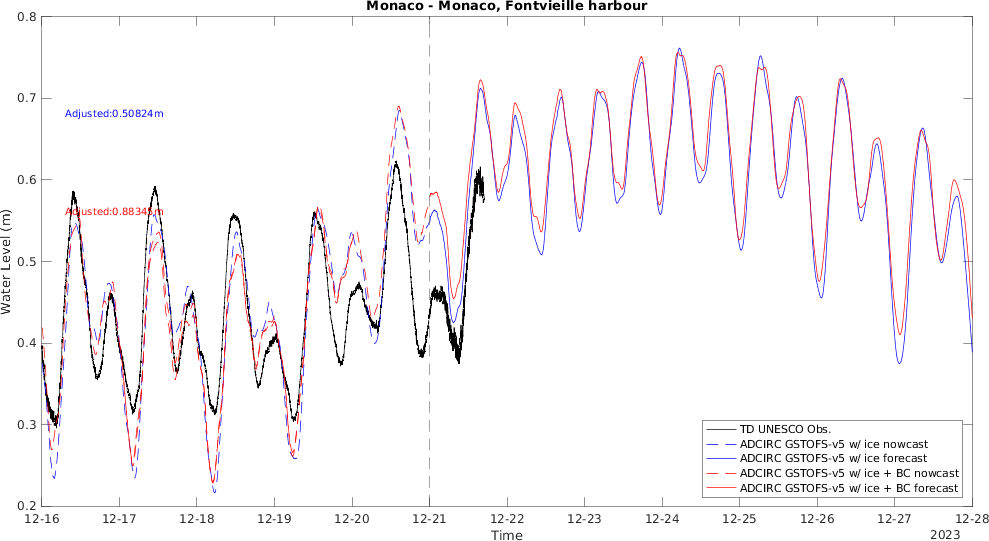 Monaco - Monaco, Fontvieille harbour
0.8
0.7
0.6
0.5
0.4
0.3
0.2
Water Level (m)
Adjusted:0.50824m
Adjusted:0.88345m
TD UNESCO Obs.
ADCIRC GSTOFS-v5 w/ ice nowcast
ADCIRC GSTOFS-v5 w/ ice forecast
ADCIRC GSTOFS-v5 w/ ice + BC nowcast
ADCIRC GSTOFS-v5 w/ ice + BC forecast
12-16 12-17 12-18 12-19 12-20 12-21 12-22 12-23 12-24 12-25 12-26 12-27 12-28
Time
2023